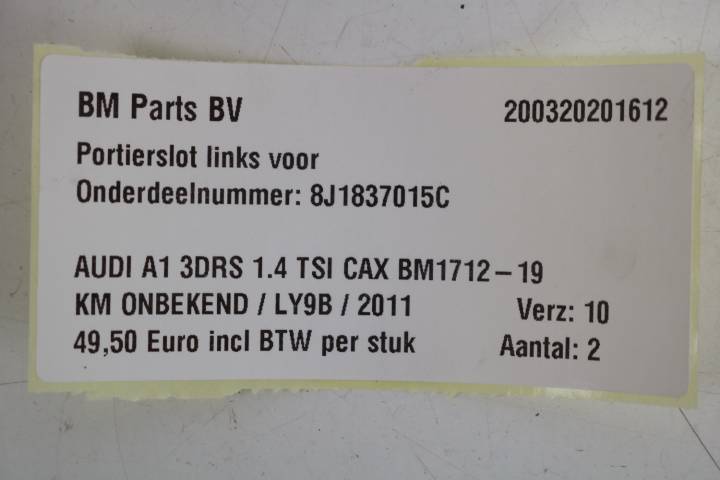 BM Parts BV 200320201612
Portierslot links voor
Onderdeelnummer: 8J1837015C
AUDI A1 3DRS 1.4 TSI CAX BM1712-19
KM ONBEKEND / LY9B / 2011 Verz: 10
49,50 Euro incl BTW per stuk Aantal: 2